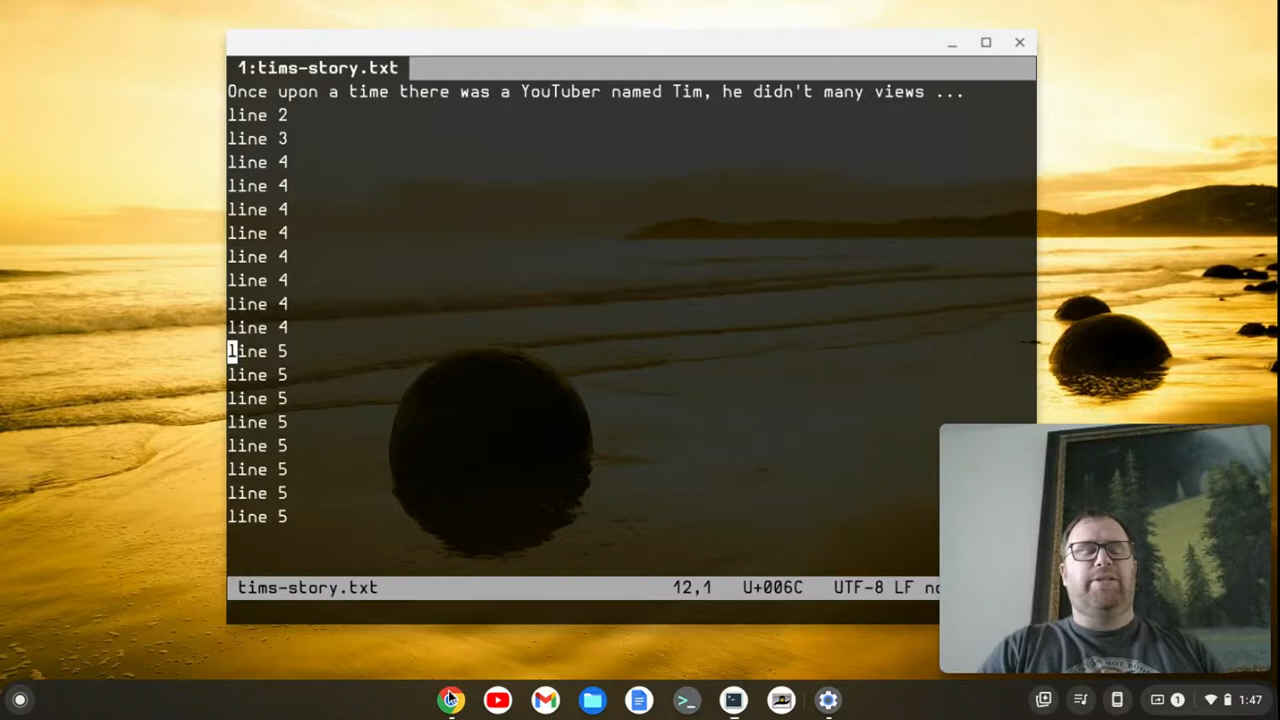 1:tims-story.txt
Once upon a time there was a YouTuber named Tim, he didn't many views ...
line 2
line 3
line 4
line 4
line 4
line 4
line 4
line 4
line 4
line 4
line 5
line 5
line 5
line 5
line 5
line 5
line 5
line 5
tims-story.txt 12,1 U+006C UTF-8 LF
1 1:47